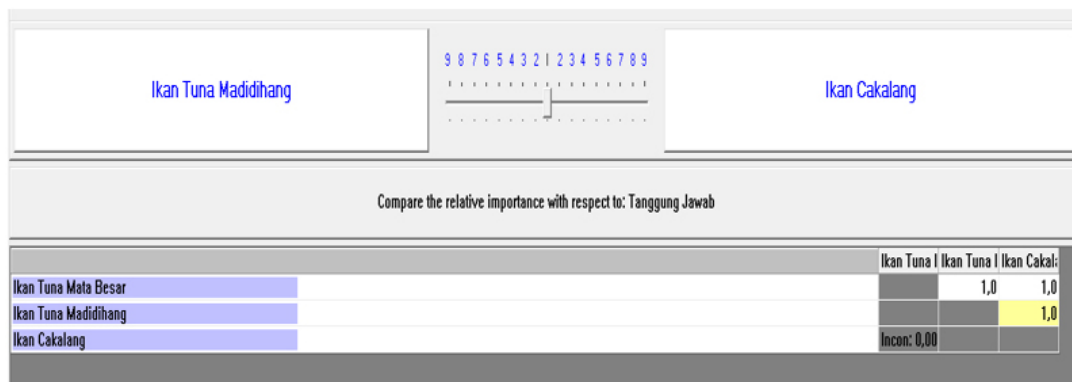 Ikan Tuna Madidihang
9 8 7 6 5 4 3 2 1 2 3 4 5 6 7 8 9
Ikan Cakalang
Compare the relative importance with respect to: Tanggung Jawab
Ikan Tuna I Ikan Tuna I Ikan Cakala
Ikan Tuna Mata Besar 1,0 1,0
Ikan Tuna Madidihang 1,0
Ikan Cakalang Incon: 0,00